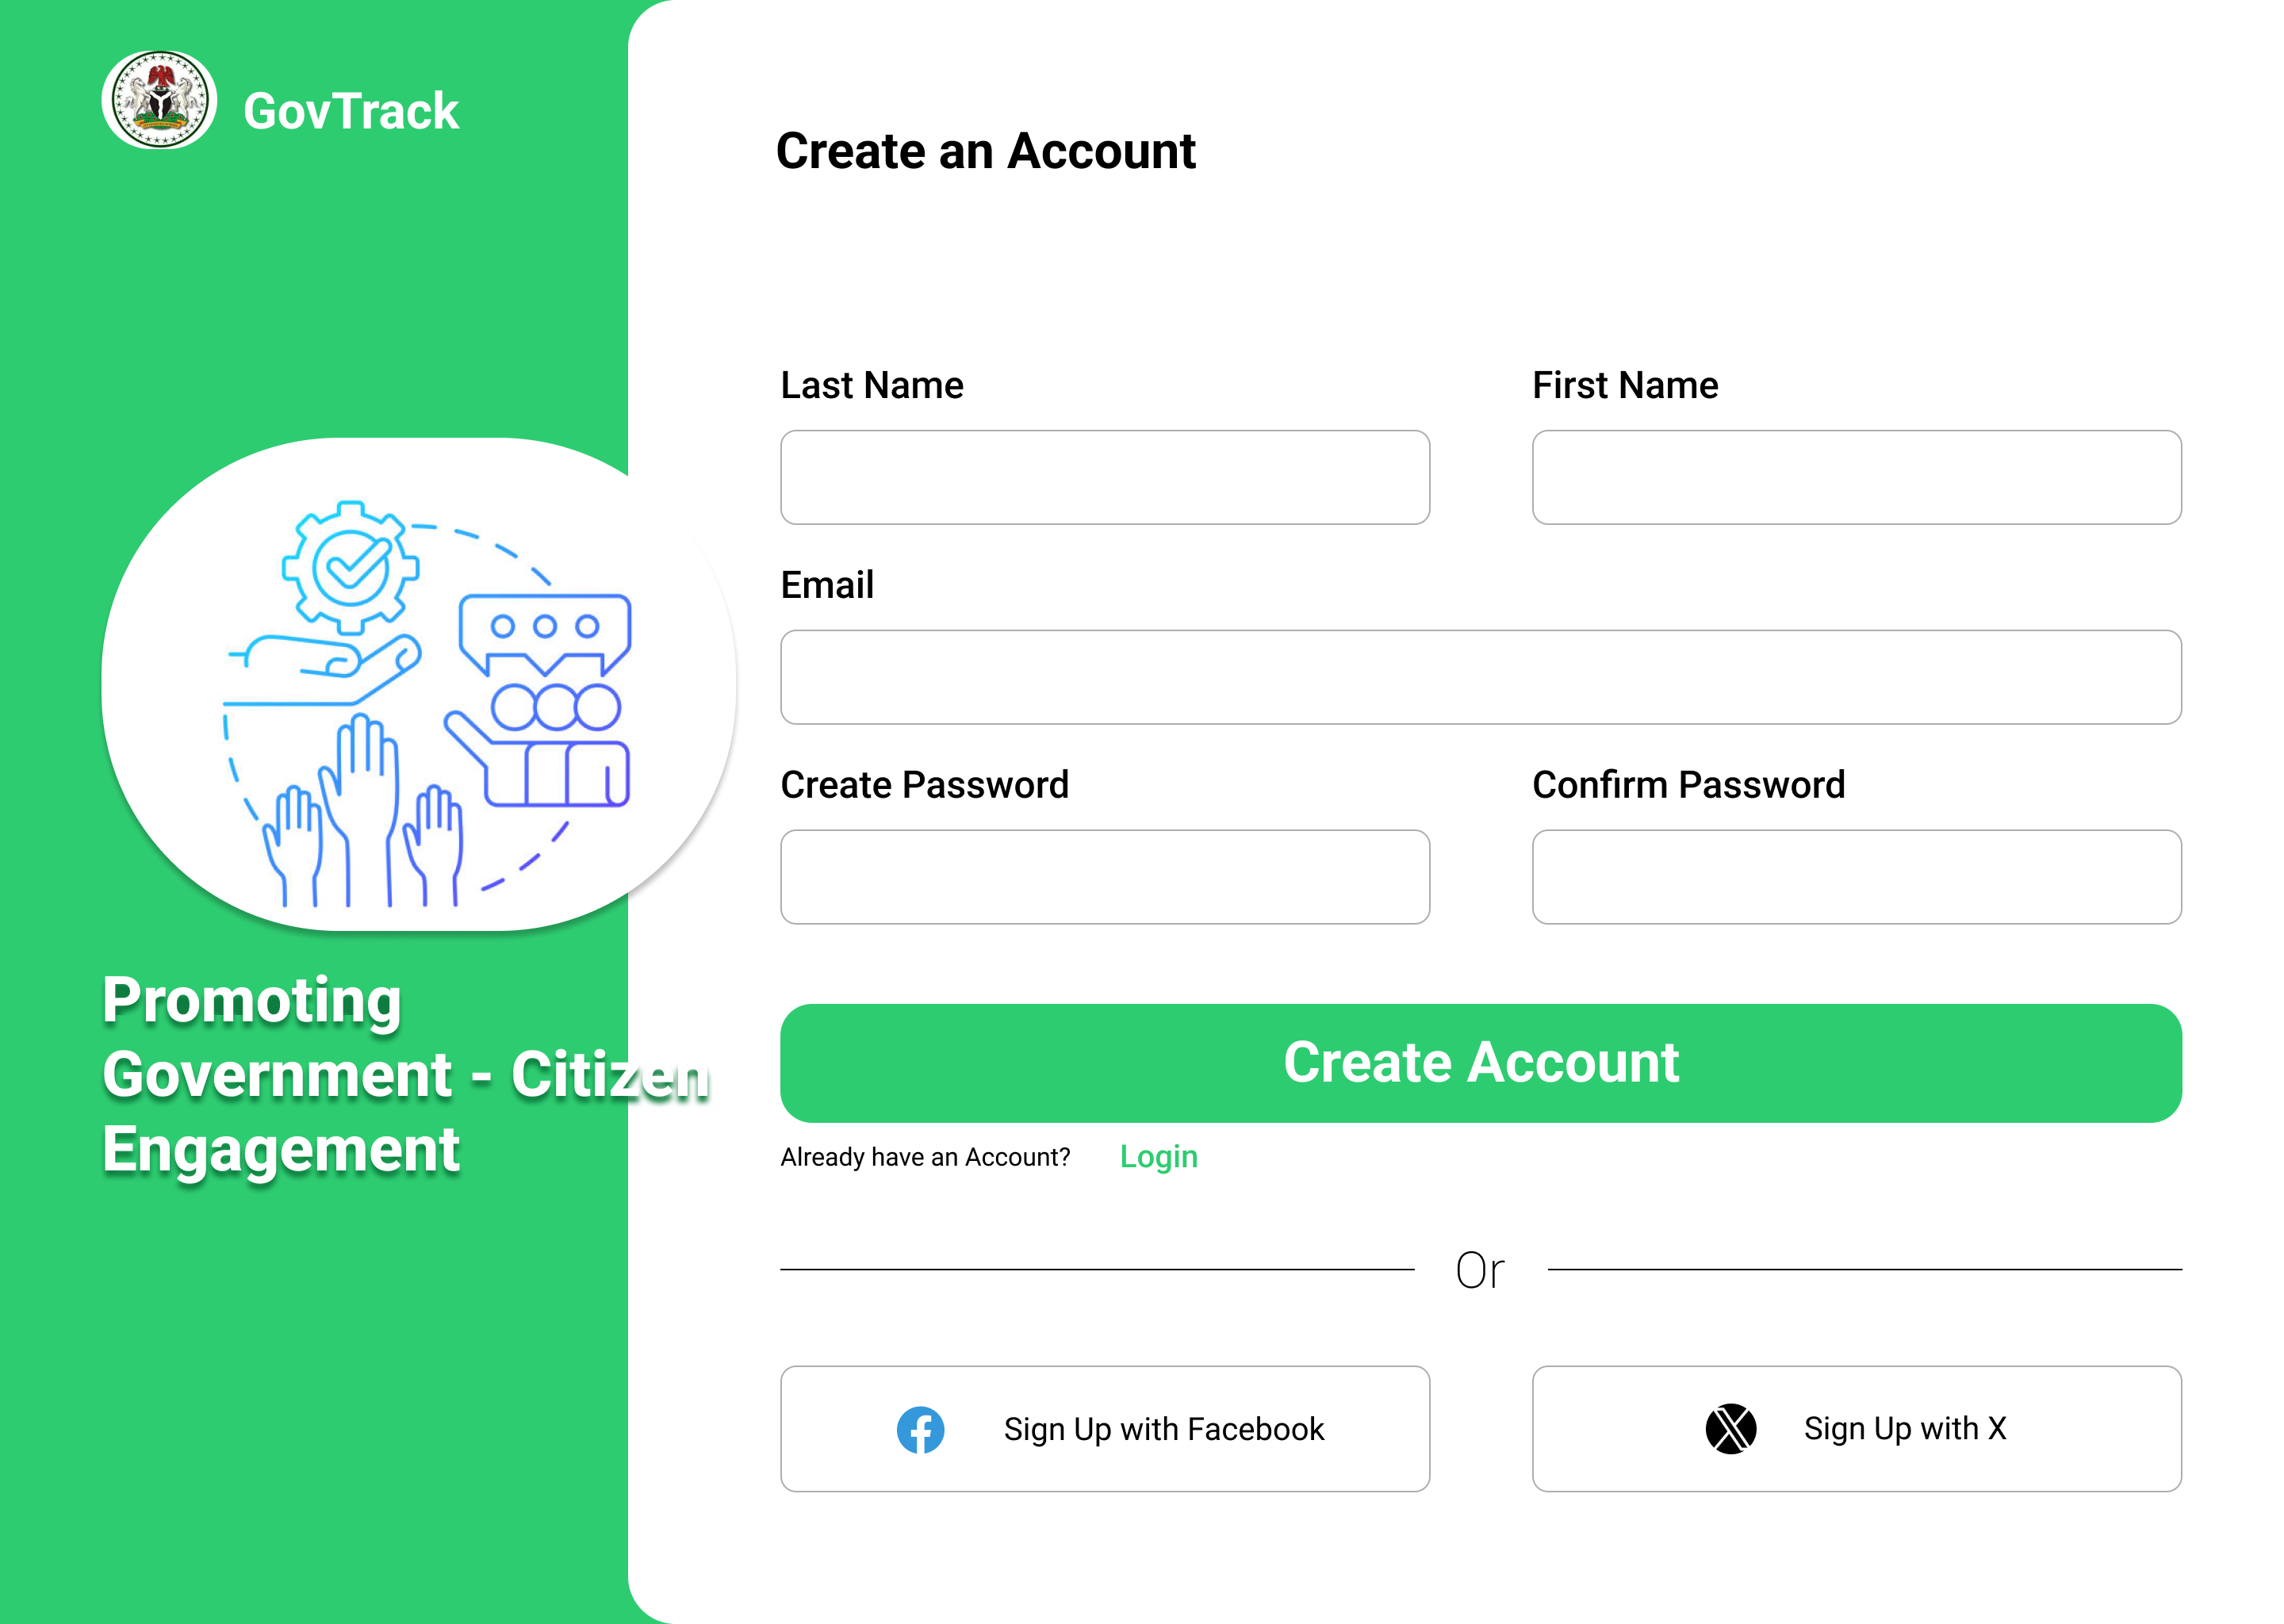 GovTrack
Create an Account
Last Name
First Name
Email
Create Password
Confirm Password
Promoting
Government - Citizen
Engagement
Create Account
Already have an Account? Login
Or
Sign Up with Facebook
Sign Up with X